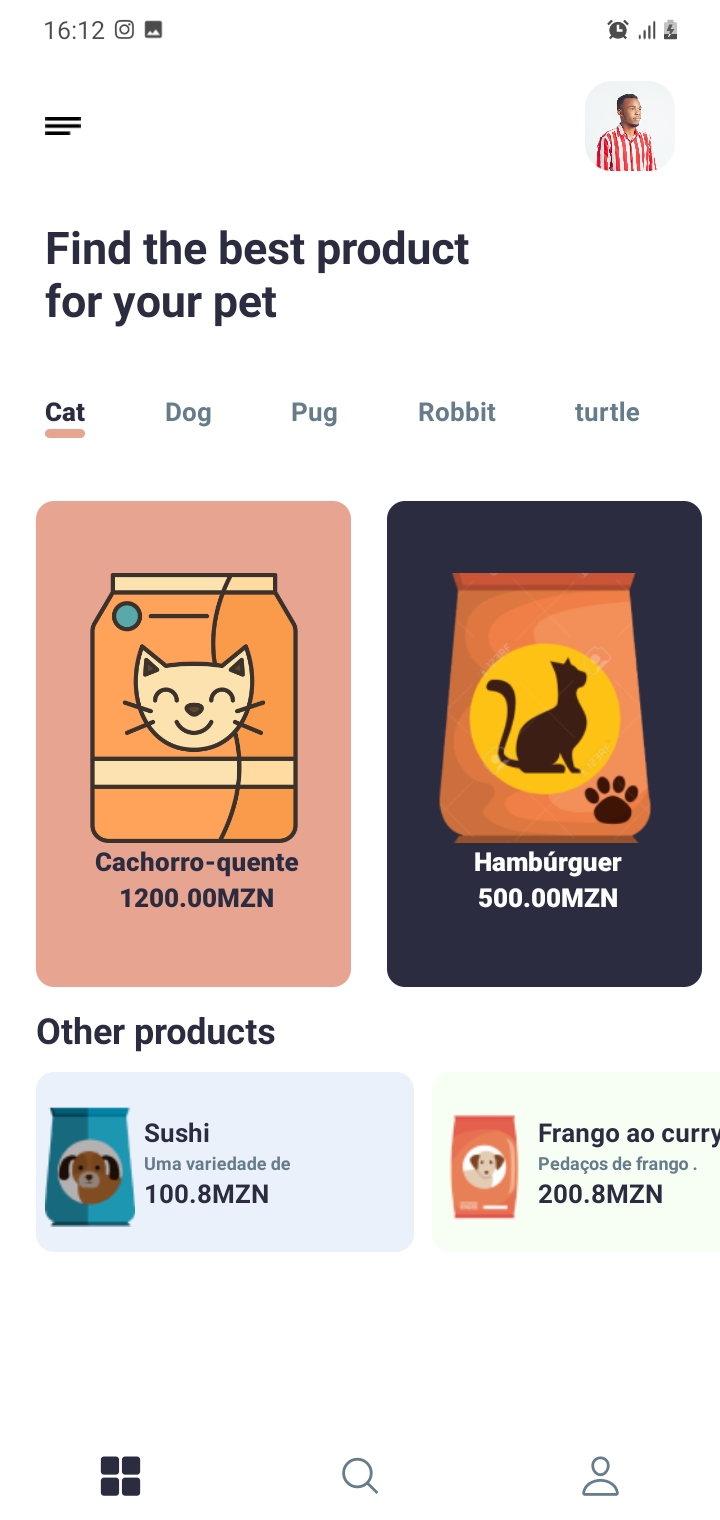 16:12
Find the best product
for your pet
Cat Dog Pug Robbit turtle
Cachorro-quente
1200.00MZN
Hambúrguer
500.00MZN
Other products
Sushi
Uma variedade de
100.8MZN
Frango ao curry
Pedaços de frango .
200.8MZN